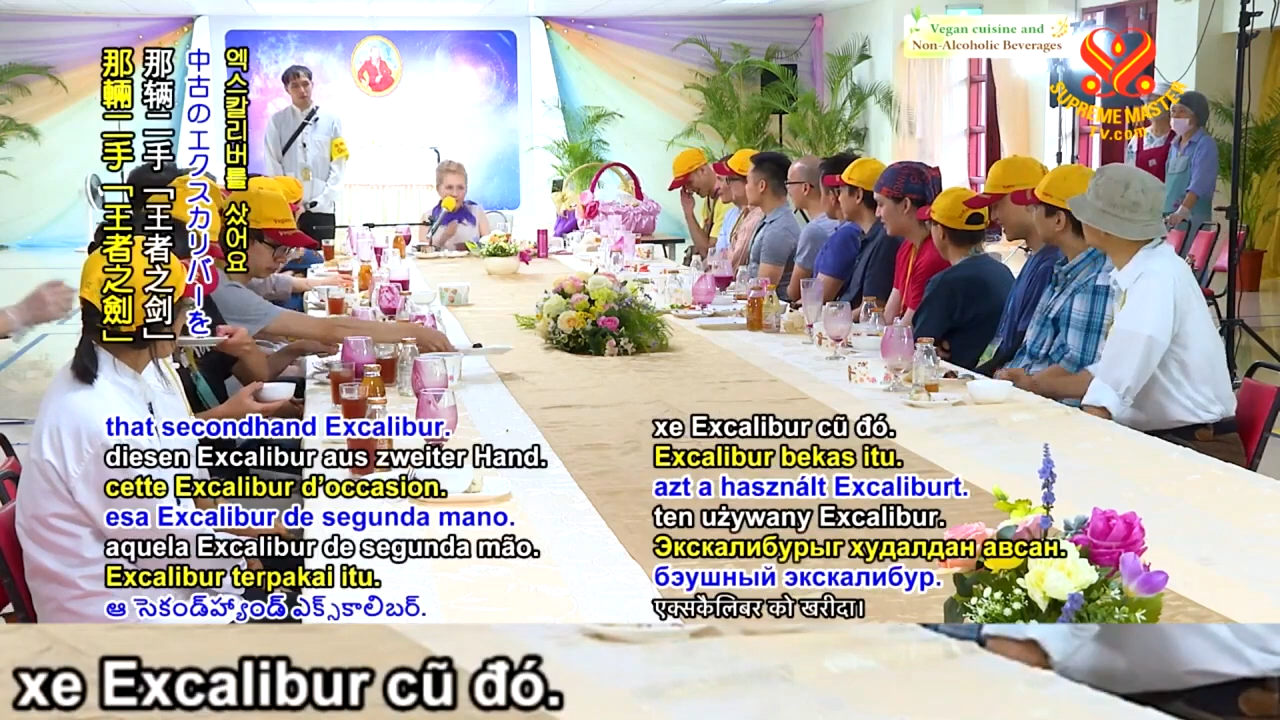 Vegan cuisine and
Non-Alcoholic Beverages
SUPREME MASTER
TV.com
엑스칼리버를 샀어요
中古のエクスカリバーを
那辆二手「王者之剑」
那輛二手「王者之劍」
that secondhand Excalibur.
diesen Excalibur aus zweiter Hand.
cette Excalibur d’occasion.
esa Excalibur de segunda mano.
aquela Excalibur de segunda mão.
Excalibur terpakai itu.
ఆ సెకండ్‌హ్యాండ్ ఎక్స్‌కాలిబర్.
xe Excalibur cũ đó.
Excalibur bekas itu.
azt a használt Excaliburt.
ten używany Excalibur.
Экскалибурыг худалдан авсан.
бэушный экскалибур.
एक्सकैलिबर को खरीदा।
xe Excalibur cũ đó.